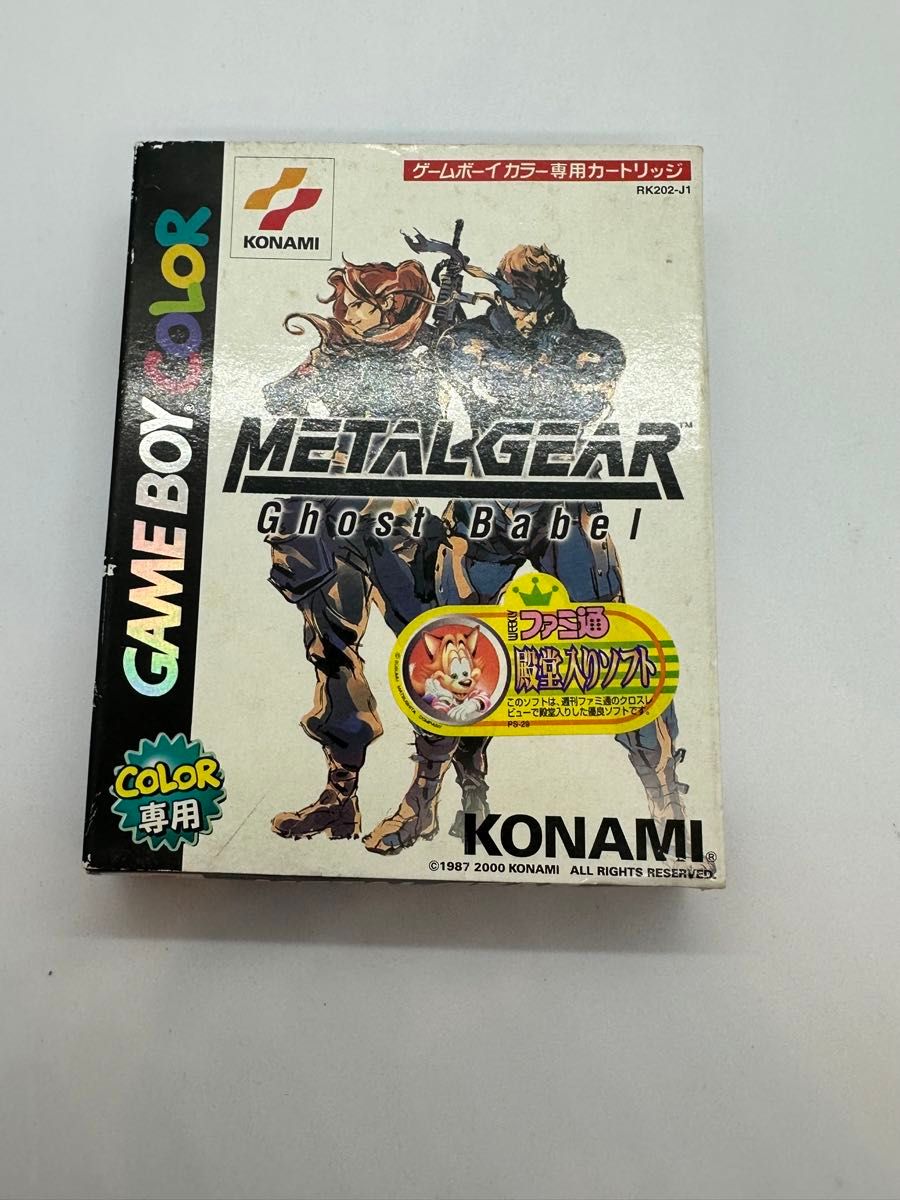 KONAMI
ゲームボーイカラー専用カートリッジ
RK202-J1
GAME BOY COLOR
METAL GEAR™
Ghost Babel
WEEKLY ファミ通
殿堂入りソフト
このソフトは、週刊ファミ通のクロスレ
ビューで殿堂入りした優良ソフトです。
PS-29
COLOR
専用
KONAMI®
©1987 2000 KONAMI ALL RIGHTS RESERVED.